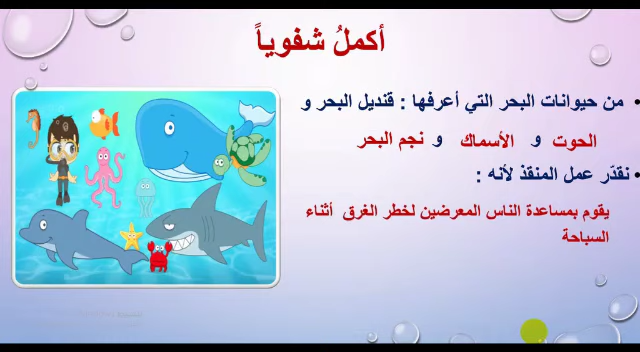 أكملُ شفوياً
• من حيوانات البحر التي أعرفها : قنديل البحر و
الحوت و الأسماك و نجم البحر
• نقدّر عمل المنقذ لأنه :
يقوم بمساعدة الناس المعرضين لخطر الغرق أثناء
السباحة